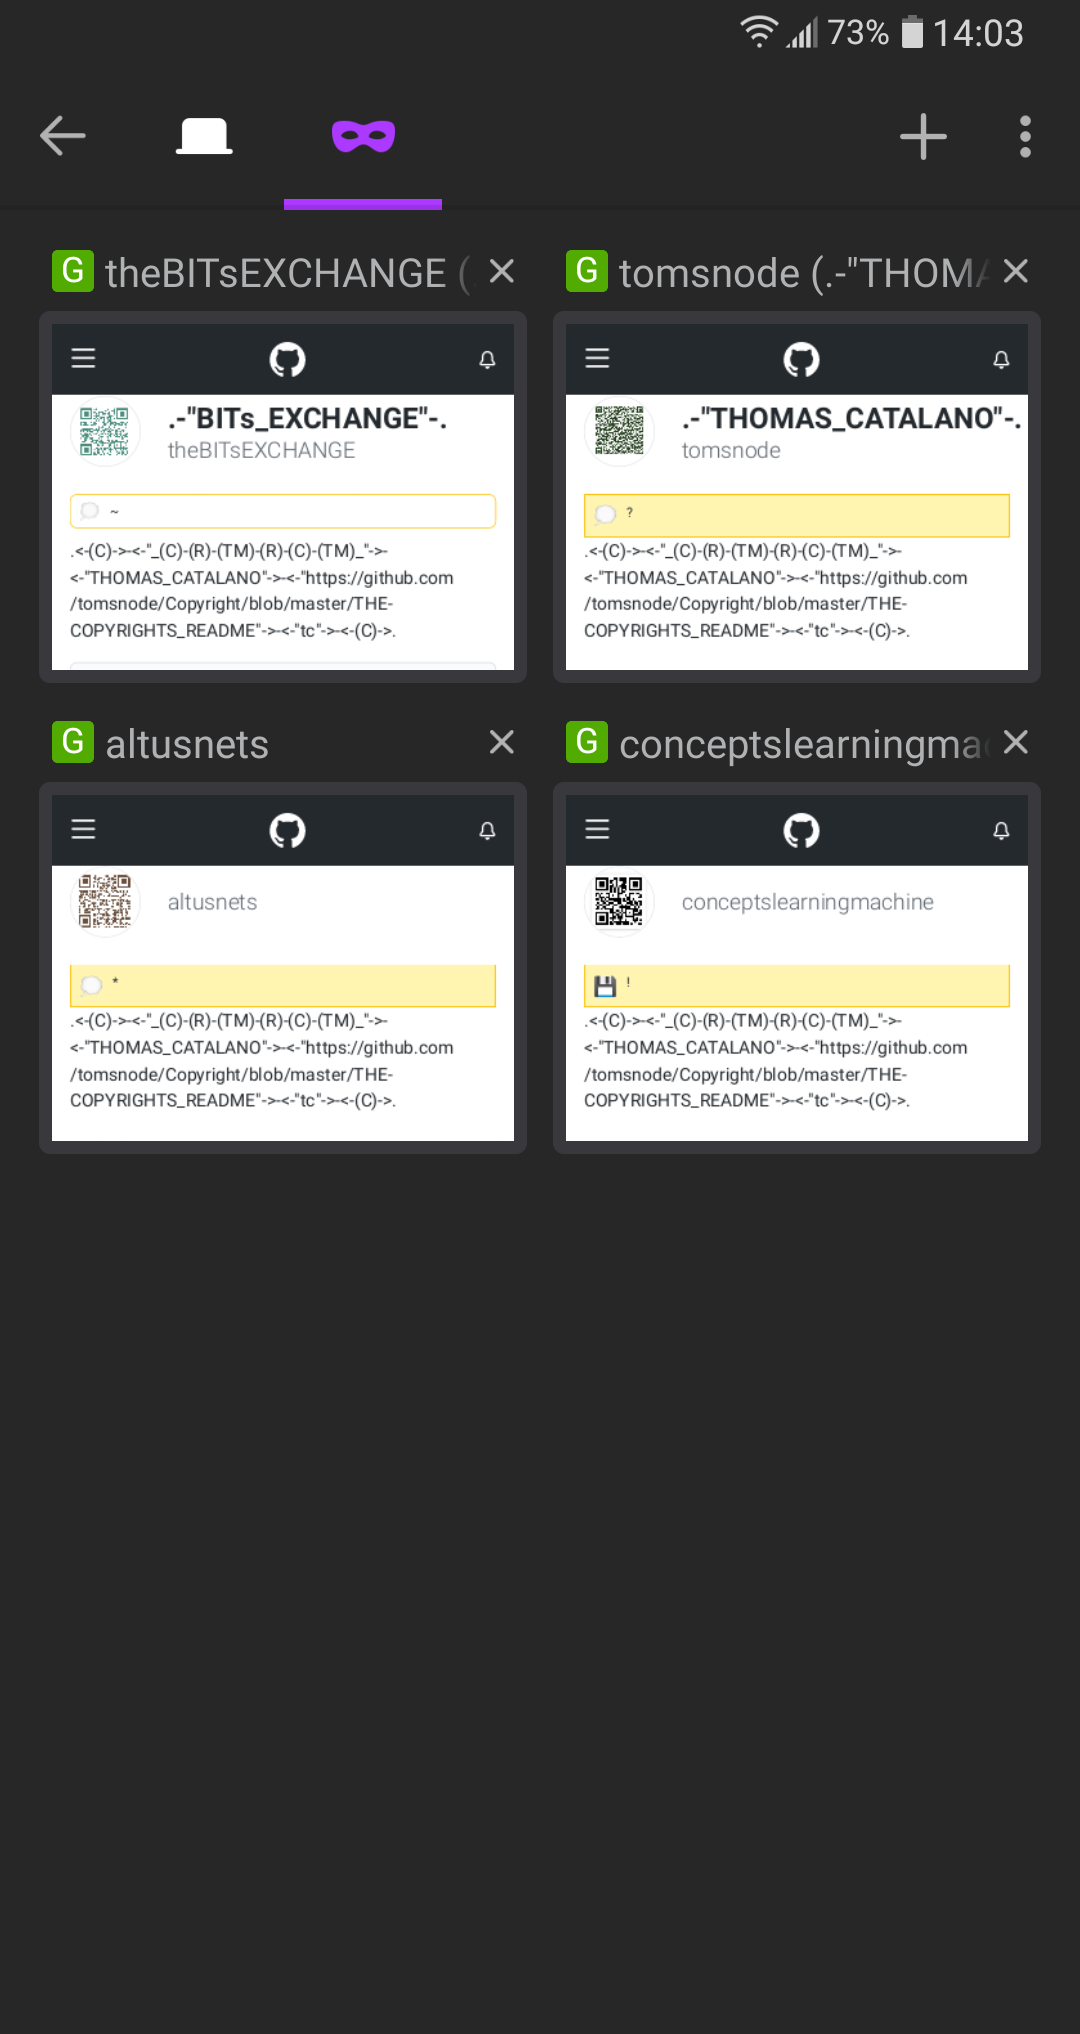 73% 14:03
G theBITsEXCHANGE (
G tomsnode (.-"THOMA
.-"BITs_EXCHANGE"-.
theBITsEXCHANGE
~
.<-(C)->-<-"_(C)-(R)-(TM)-(R)-(C)-(TM)_"->-
<-"THOMAS_CATALANO"->-<-"https://github.com
/tomsnode/Copyright/blob/master/THE-
COPYRIGHTS_README"->-<-"tc"->-<-(C)->.
.-"THOMAS_CATALANO"-.
tomsnode
?
.<-(C)->-<-"_(C)-(R)-(TM)-(R)-(C)-(TM)_"->-
<-"THOMAS_CATALANO"->-<-"https://github.com
/tomsnode/Copyright/blob/master/THE-
COPYRIGHTS_README"->-<-"tc"->-<-(C)->.
G altusnets
G conceptslearningmac
altusnets
*
.<-(C)->-<-"_(C)-(R)-(TM)-(R)-(C)-(TM)_"->-
<-"THOMAS_CATALANO"->-<-"https://github.com
/tomsnode/Copyright/blob/master/THE-
COPYRIGHTS_README"->-<-"tc"->-<-(C)->.
conceptslearningmachine
!
.<-(C)->-<-"_(C)-(R)-(TM)-(R)-(C)-(TM)_"->-
<-"THOMAS_CATALANO"->-<-"https://github.com
/tomsnode/Copyright/blob/master/THE-
COPYRIGHTS_README"->-<-"tc"->-<-(C)->.